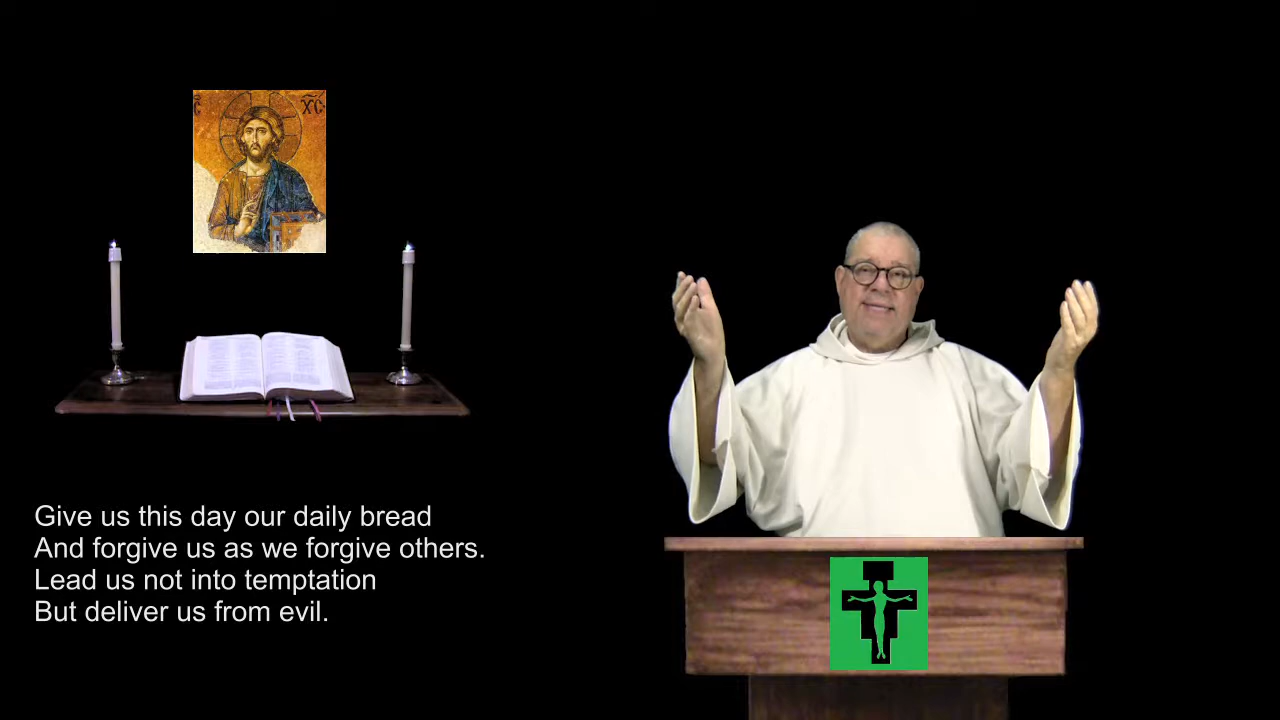 XC
Give us this day our daily bread
And forgive us as we forgive others.
Lead us not into temptation
But deliver us from evil.